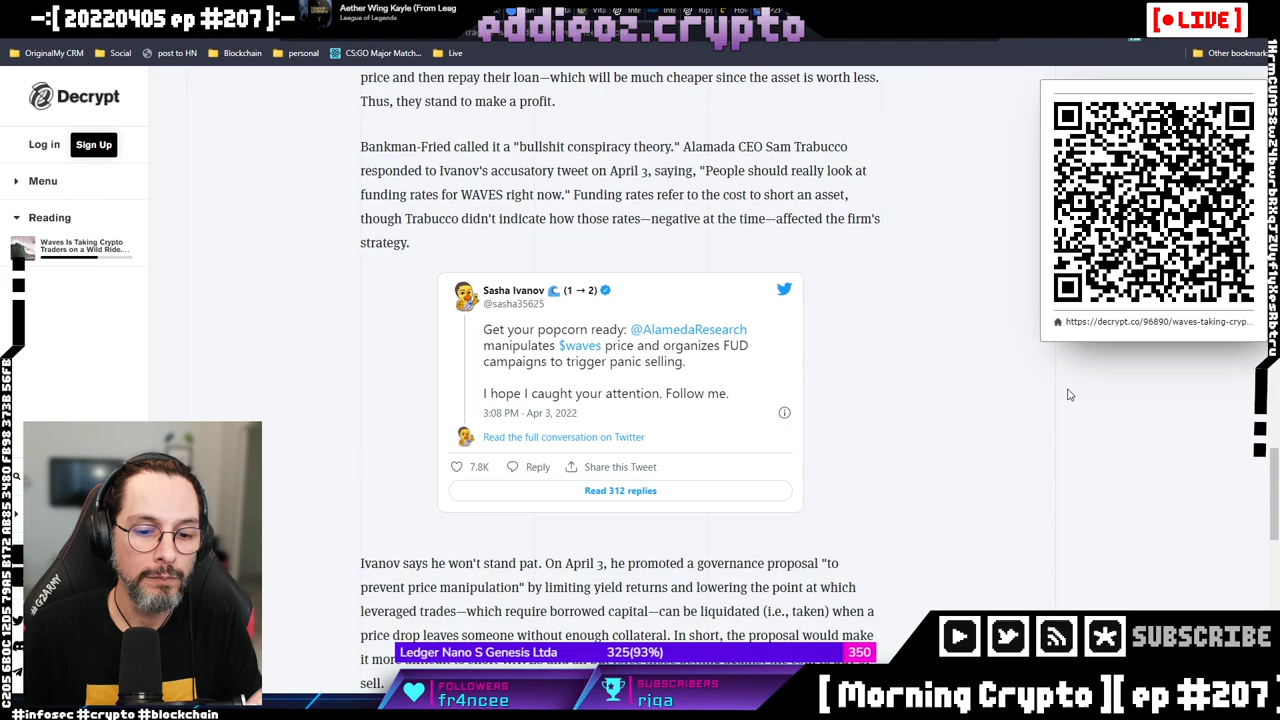 -:[ 20220405 ep #207]:-
Aether Wing Kayle (From Leag
League of Legends
eddieoz.crypto
[●LIVE]
OriginalMy CRM
Social
post to HN
Blockchain
personal
CS:GO Major Match...
Live
Other bookmark
Decrypt
Log in
Sign Up
Menu
Reading
Waves Is Taking Crypto
Traders on a Wild Ride....
price and then repay their loan—which will be much cheaper since the asset is worth less.
Thus, they stand to make a profit.
Bankman-Fried called it a "bullshit conspiracy theory." Alamada CEO Sam Trabucco
responded to Ivanov's accusatory tweet on April 3, saying, "People should really look at
funding rates for WAVES right now." Funding rates refer to the cost to short an asset,
though Trabucco didn't indicate how those rates—negative at the time—affected the firm's
strategy.
Sasha Ivanov 🌊 (1 → 2)
@sasha35625
Get your popcorn ready: @AlamedaResearch
manipulates $waves price and organizes FUD
campaigns to trigger panic selling.
I hope I caught your attention. Follow me.
3:08 PM · Apr 3, 2022
Read the full conversation on Twitter
7.8K
Reply
Share this Tweet
Read 312 replies
Ivanov says he won't stand pat. On April 3, he promoted a governance proposal "to
prevent price manipulation" by limiting yield returns and lowering the point at which
leveraged trades—which require borrowed capital—can be liquidated (i.e., taken) when a
price drop leaves someone without enough collateral. In short, the proposal would make
it more
sell.
https://decrypt.co/96890/waves-taking-cryp...
#G2ARMY
Ledger Nano S Genesis Ltda
325(93%)
350
FOLLOWERS
fr4ncee
SUBSCRIBERS
riga
SUBSCRIBE
[ Morning Crypto ][ ep #207]
#infosec #crypto #blockchain